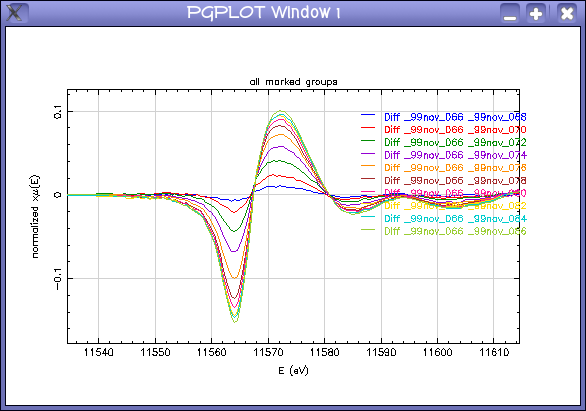 PGPLOT Window 1
all marked groups
normalized xμ(E)
0.1
0
−0.1
Diff _99nov_066 _99nov_068
Diff _99nov_066 _99nov_070
Diff _99nov_066 _99nov_072
Diff _99nov_066 _99nov_074
Diff _99nov_066 _99nov_076
Diff _99nov_066 _99nov_078
Diff _99nov_066 _99nov_080
Diff _99nov_066 _99nov_082
Diff _99nov_066 _99nov_084
Diff _99nov_066 _99nov_086
11540 11550 11560 11570 11580 11590 11600 11610
E (eV)